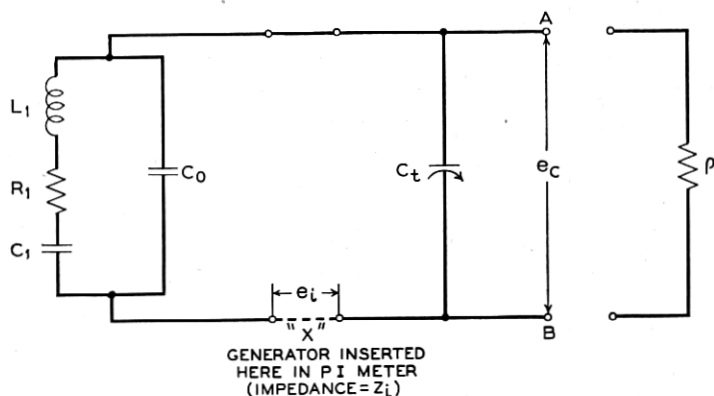 A
L1
R1
C1
C0
Ct
ec
ρ
ei
"X"
B
GENERATOR INSERTED
HERE IN PI METER
(IMPEDANCE=Zi)